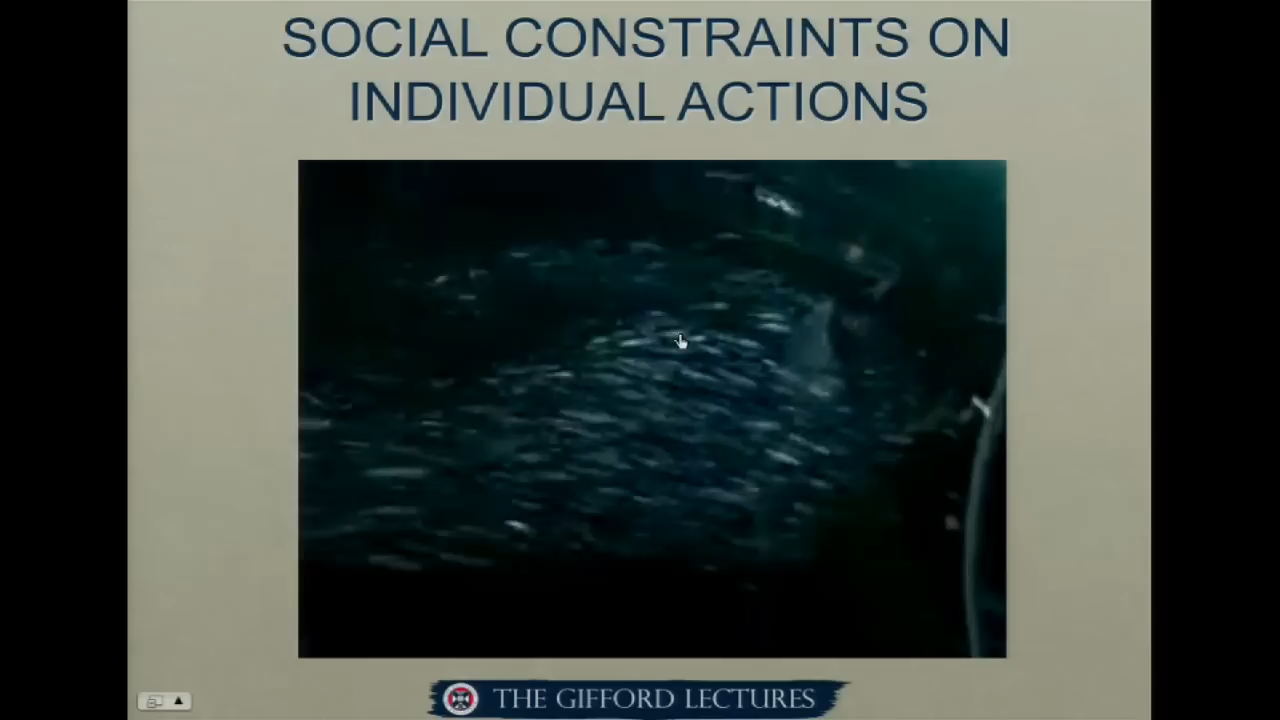 SOCIAL CONSTRAINTS ON
INDIVIDUAL ACTIONS
THE GIFFORD LECTURES